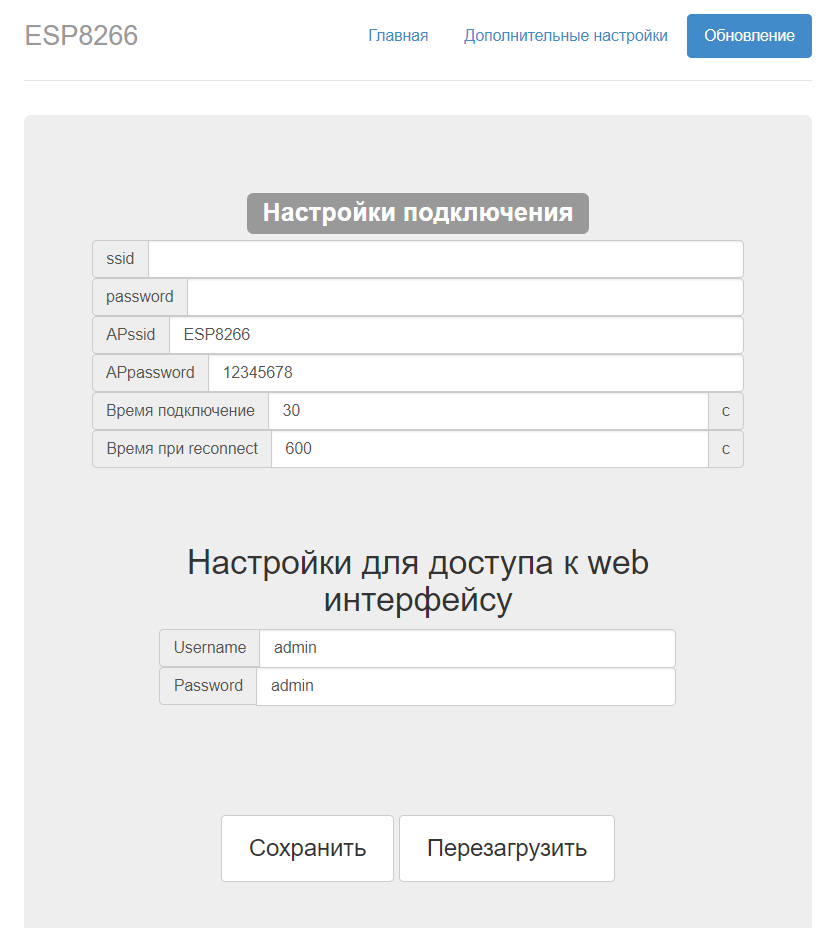 ESP8266 Главная Дополнительные настройки Обновление
Настройки подключения
ssid
password
APssid ESP8266
APpassword 12345678
Время подключение 30 с
Время при reconnect 600 с
Настройки для доступа к web
интерфейсу
Username admin
Password admin
Сохранить Перезагрузить